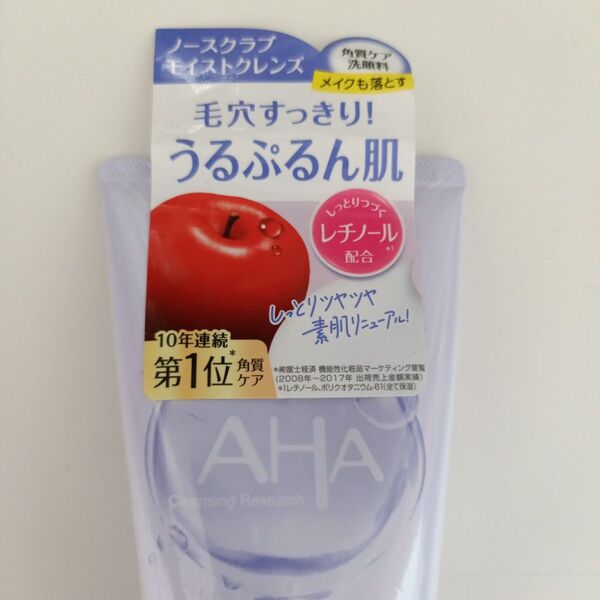 ノースクラブ
モイストクレンズ
角質ケア
洗顔料
メイクも落とす
毛穴すっきり!
うるぷるん肌
しっとりつづく
レチノール
*1
配合
しっとりツヤツヤ
素肌リニューアル!
10年連続
第1位*角質ケア
*㈱富士経済 機能性化粧品マーケティング要覧
(2008年〜2017年 出荷売上金額実績)
*1レチノール、ポリクオタニウム-61(全て保湿)
AHA
Cleansing Research